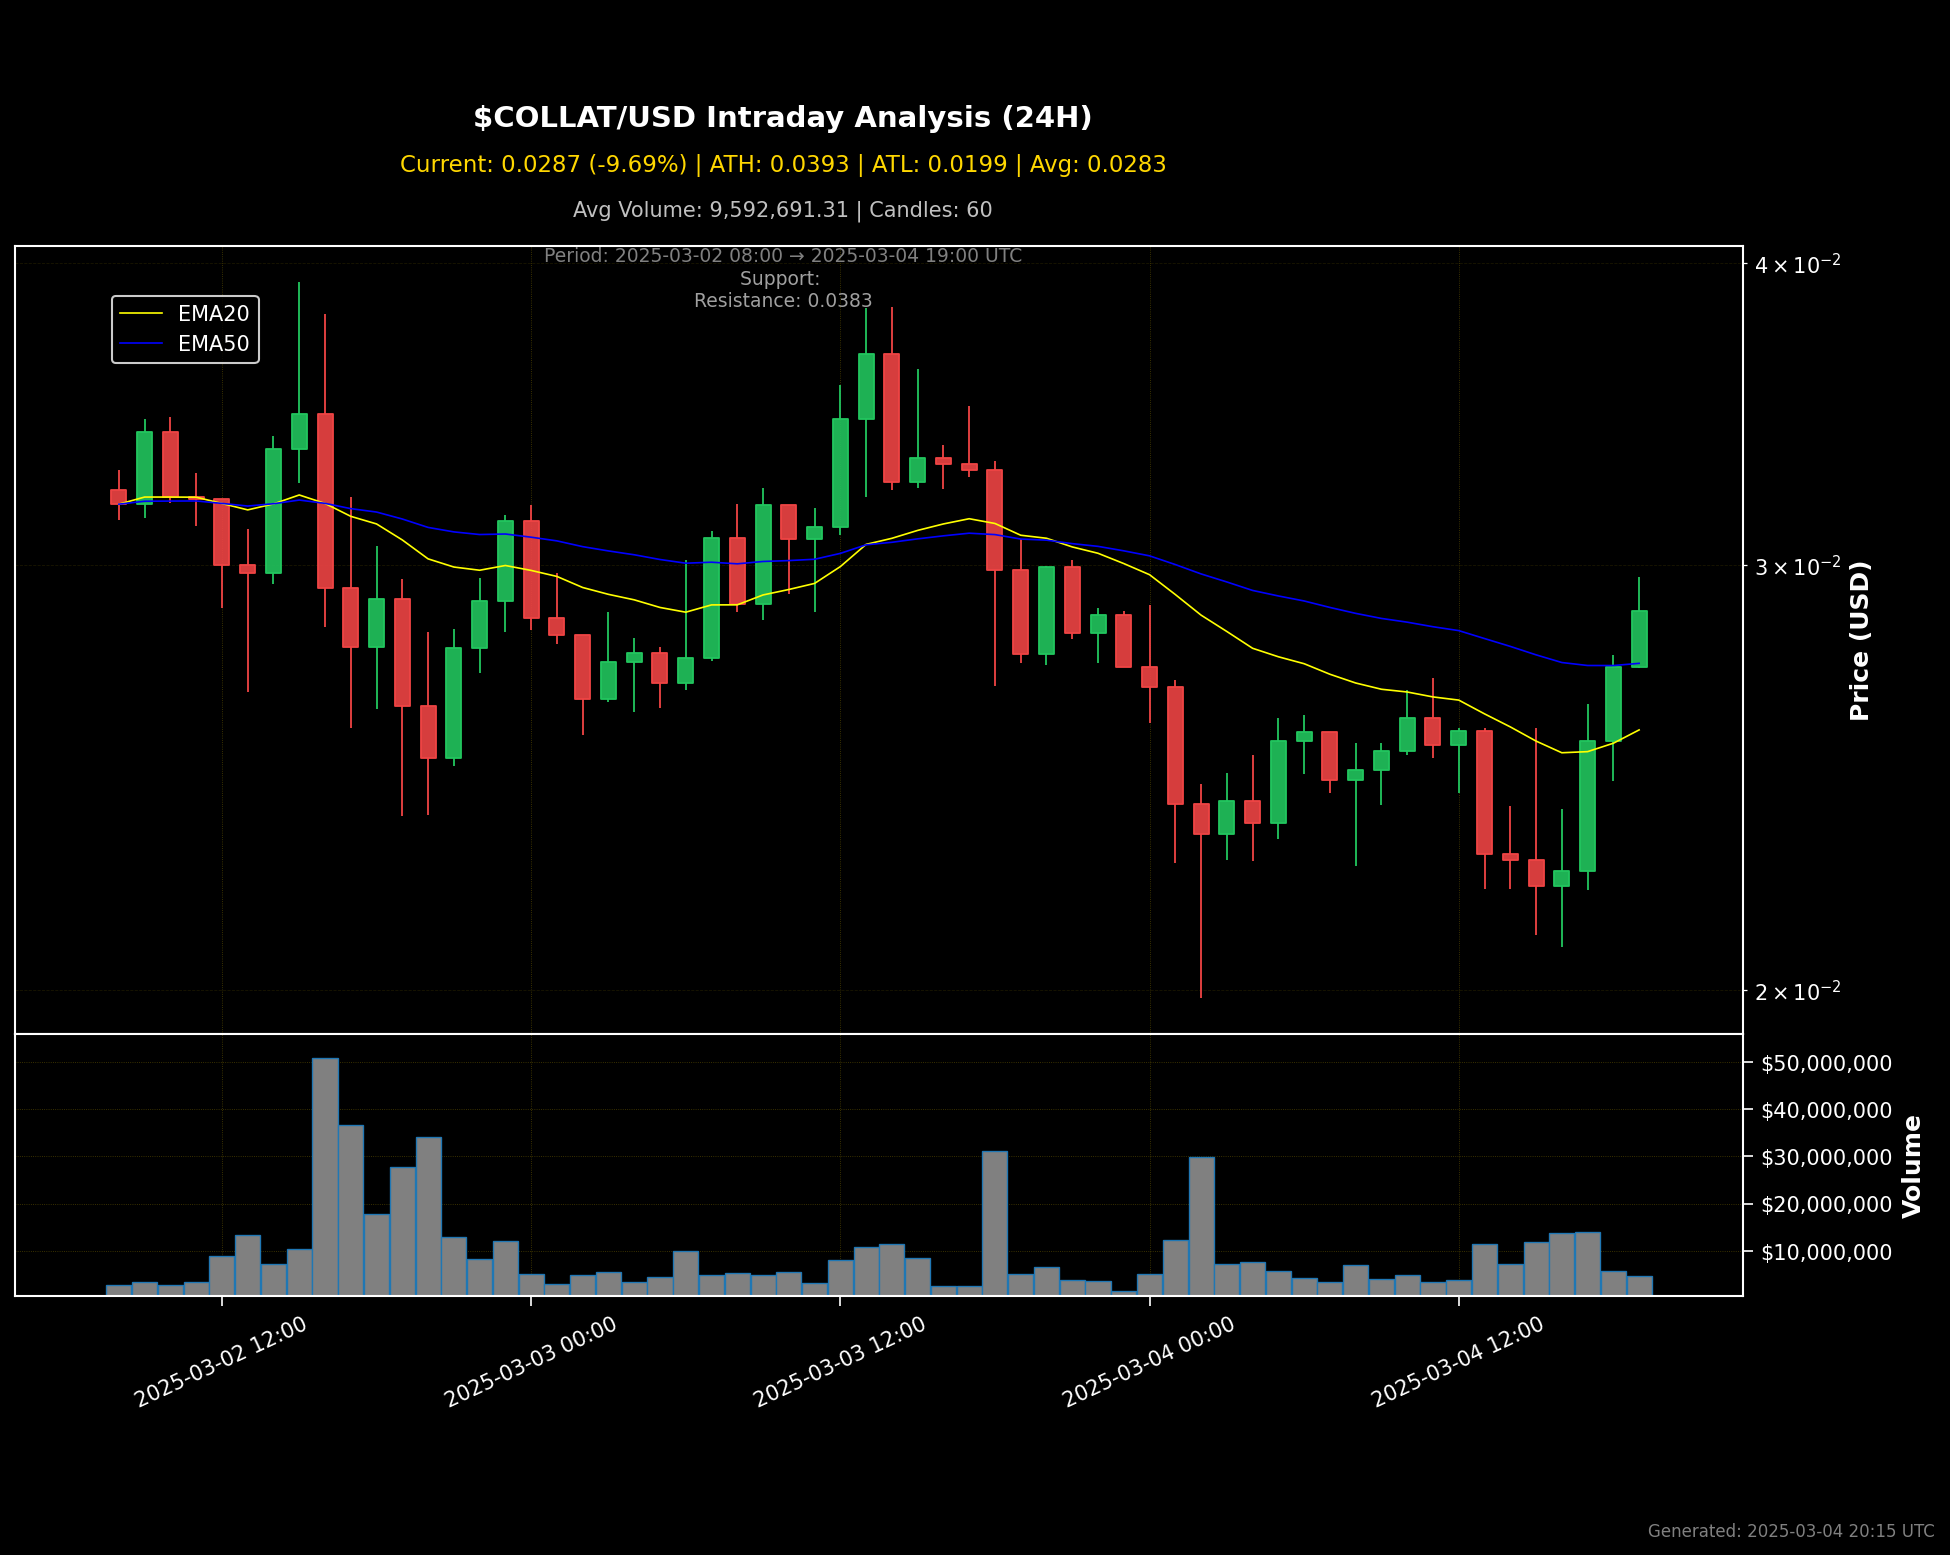 $COLLAT/USD Intraday Analysis (24H)
Current: 0.0287 (-9.69%) | ATH: 0.0393 | ATL: 0.0199 | Avg: 0.0283
Avg Volume: 9,592,691.31 | Candles: 60
Period: 2025-03-02 08:00 → 2025-03-04 19:00 UTC
Support:
Resistance: 0.0383
EMA20
EMA50
4 × 10⁻²
3 × 10⁻²
2 × 10⁻²
Price (USD)
$50,000,000
$40,000,000
$30,000,000
$20,000,000
$10,000,000
Volume
2025-03-02 12:00
2025-03-03 00:00
2025-03-03 12:00
2025-03-04 00:00
2025-03-04 12:00
Generated: 2025-03-04 20:15 UTC